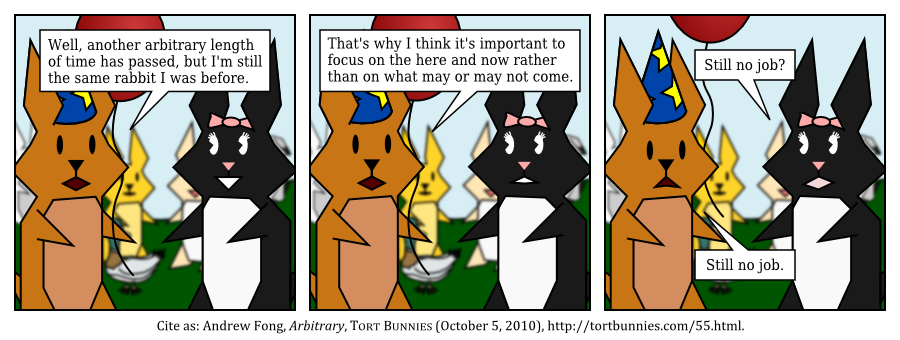 Well, another arbitrary length
of time has passed, but I'm still
the same rabbit I was before.
That's why I think it's important to
focus on the here and now rather
than on what may or may not come.
Still no job?
Still no job.
Cite as: Andrew Fong, Arbitrary, Tort Bunnies (October 5, 2010), http://tortbunnies.com/55.html.